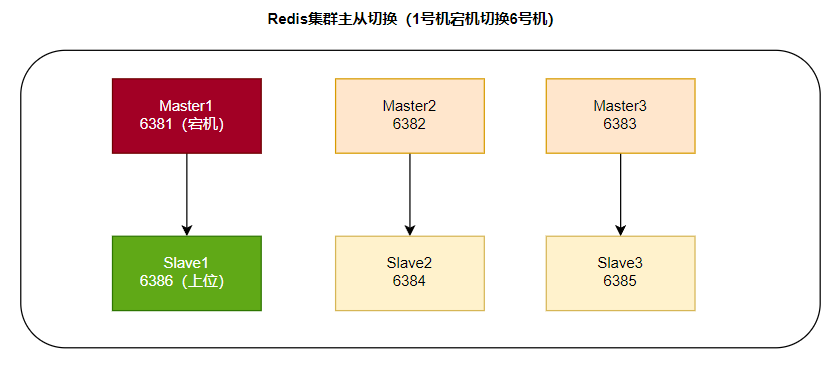 Redis集群主从切换（1号机宕机切换6号机）
Master1
6381（宕机）
Master2
6382
Master3
6383
Slave1
6386（上位）
Slave2
6384
Slave3
6385